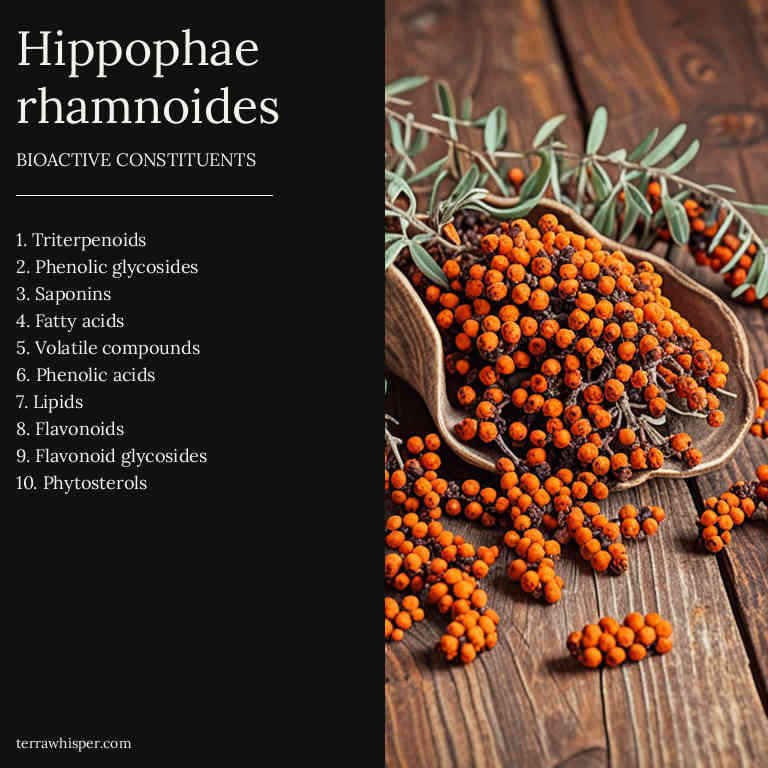 Hippophae
rhamnoides
BIOACTIVE CONSTITUENTS
1. Triterpenoids
2. Phenolic glycosides
3. Saponins
4. Fatty acids
5. Volatile compounds
6. Phenolic acids
7. Lipids
8. Flavonoids
9. Flavonoid glycosides
10. Phytosterols
terrawhisper.com